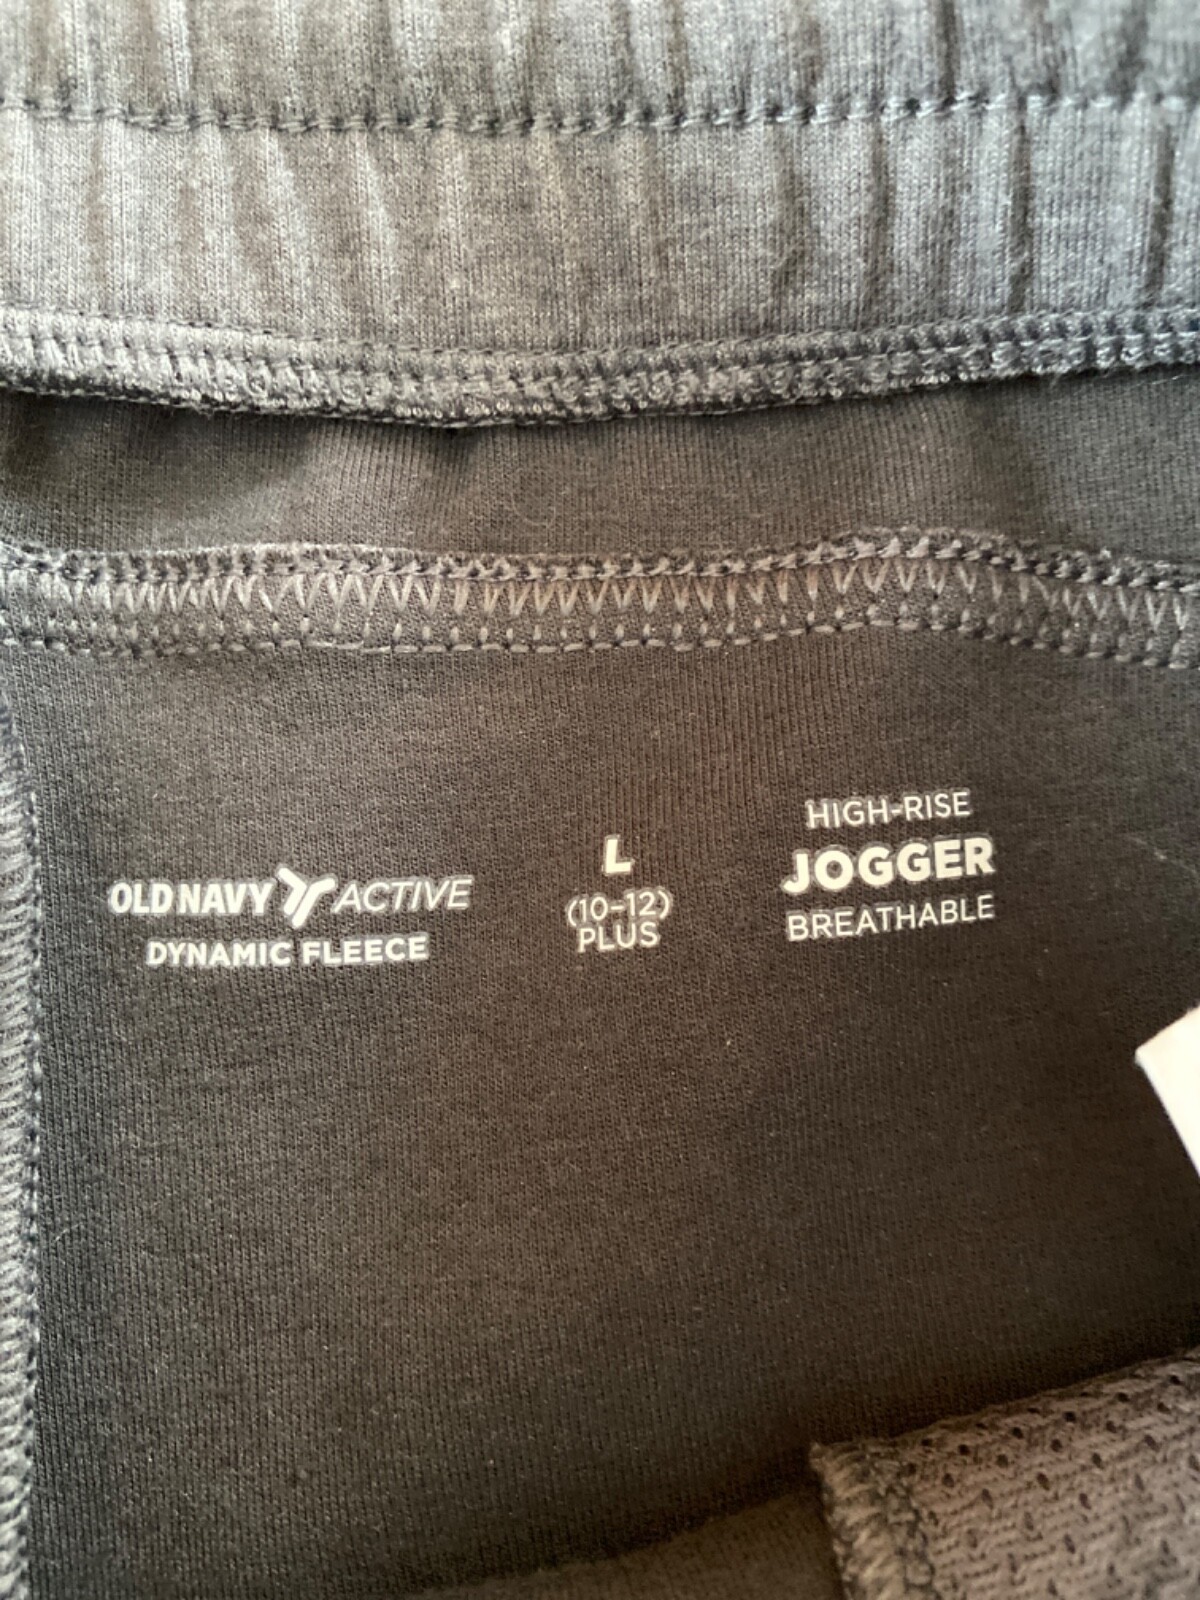 OLD NAVY ACTIVE
DYNAMIC FLEECE
L
(10-12)
PLUS
HIGH-RISE
JOGGER
BREATHABLE